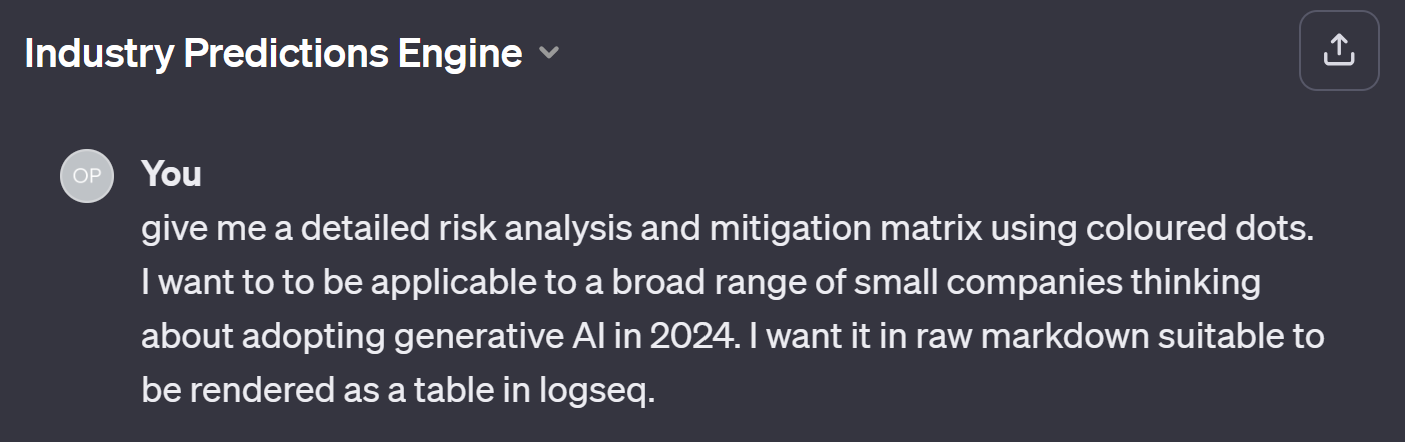 Industry Predictions Engine
OP
You
give me a detailed risk analysis and mitigation matrix using coloured dots.
I want to to be applicable to a broad range of small companies thinking
about adopting generative AI in 2024. I want it in raw markdown suitable to
be rendered as a table in logseq.